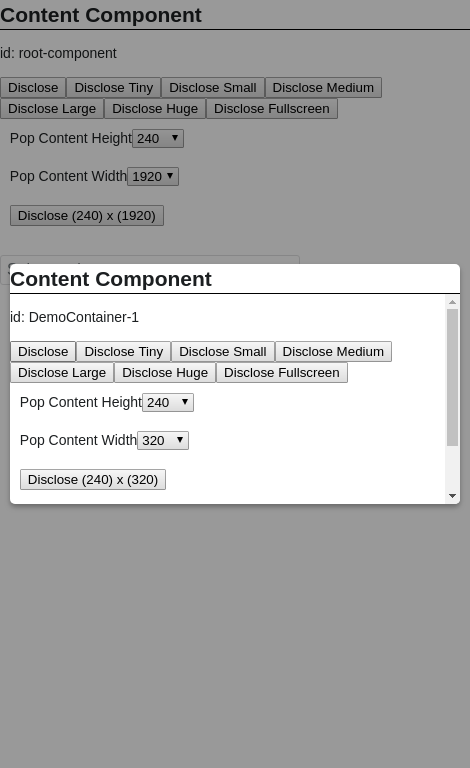 Content Component
id: root-component
Disclose Disclose Tiny Disclose Small Disclose Medium
Disclose Large Disclose Huge Disclose Fullscreen
Pop Content Height 240
Pop Content Width 1920
Disclose (240) x (1920)
Content Component
id: DemoContainer-1
Disclose Disclose Tiny Disclose Small Disclose Medium
Disclose Large Disclose Huge Disclose Fullscreen
Pop Content Height 240
Pop Content Width 320
Disclose (240) x (320)